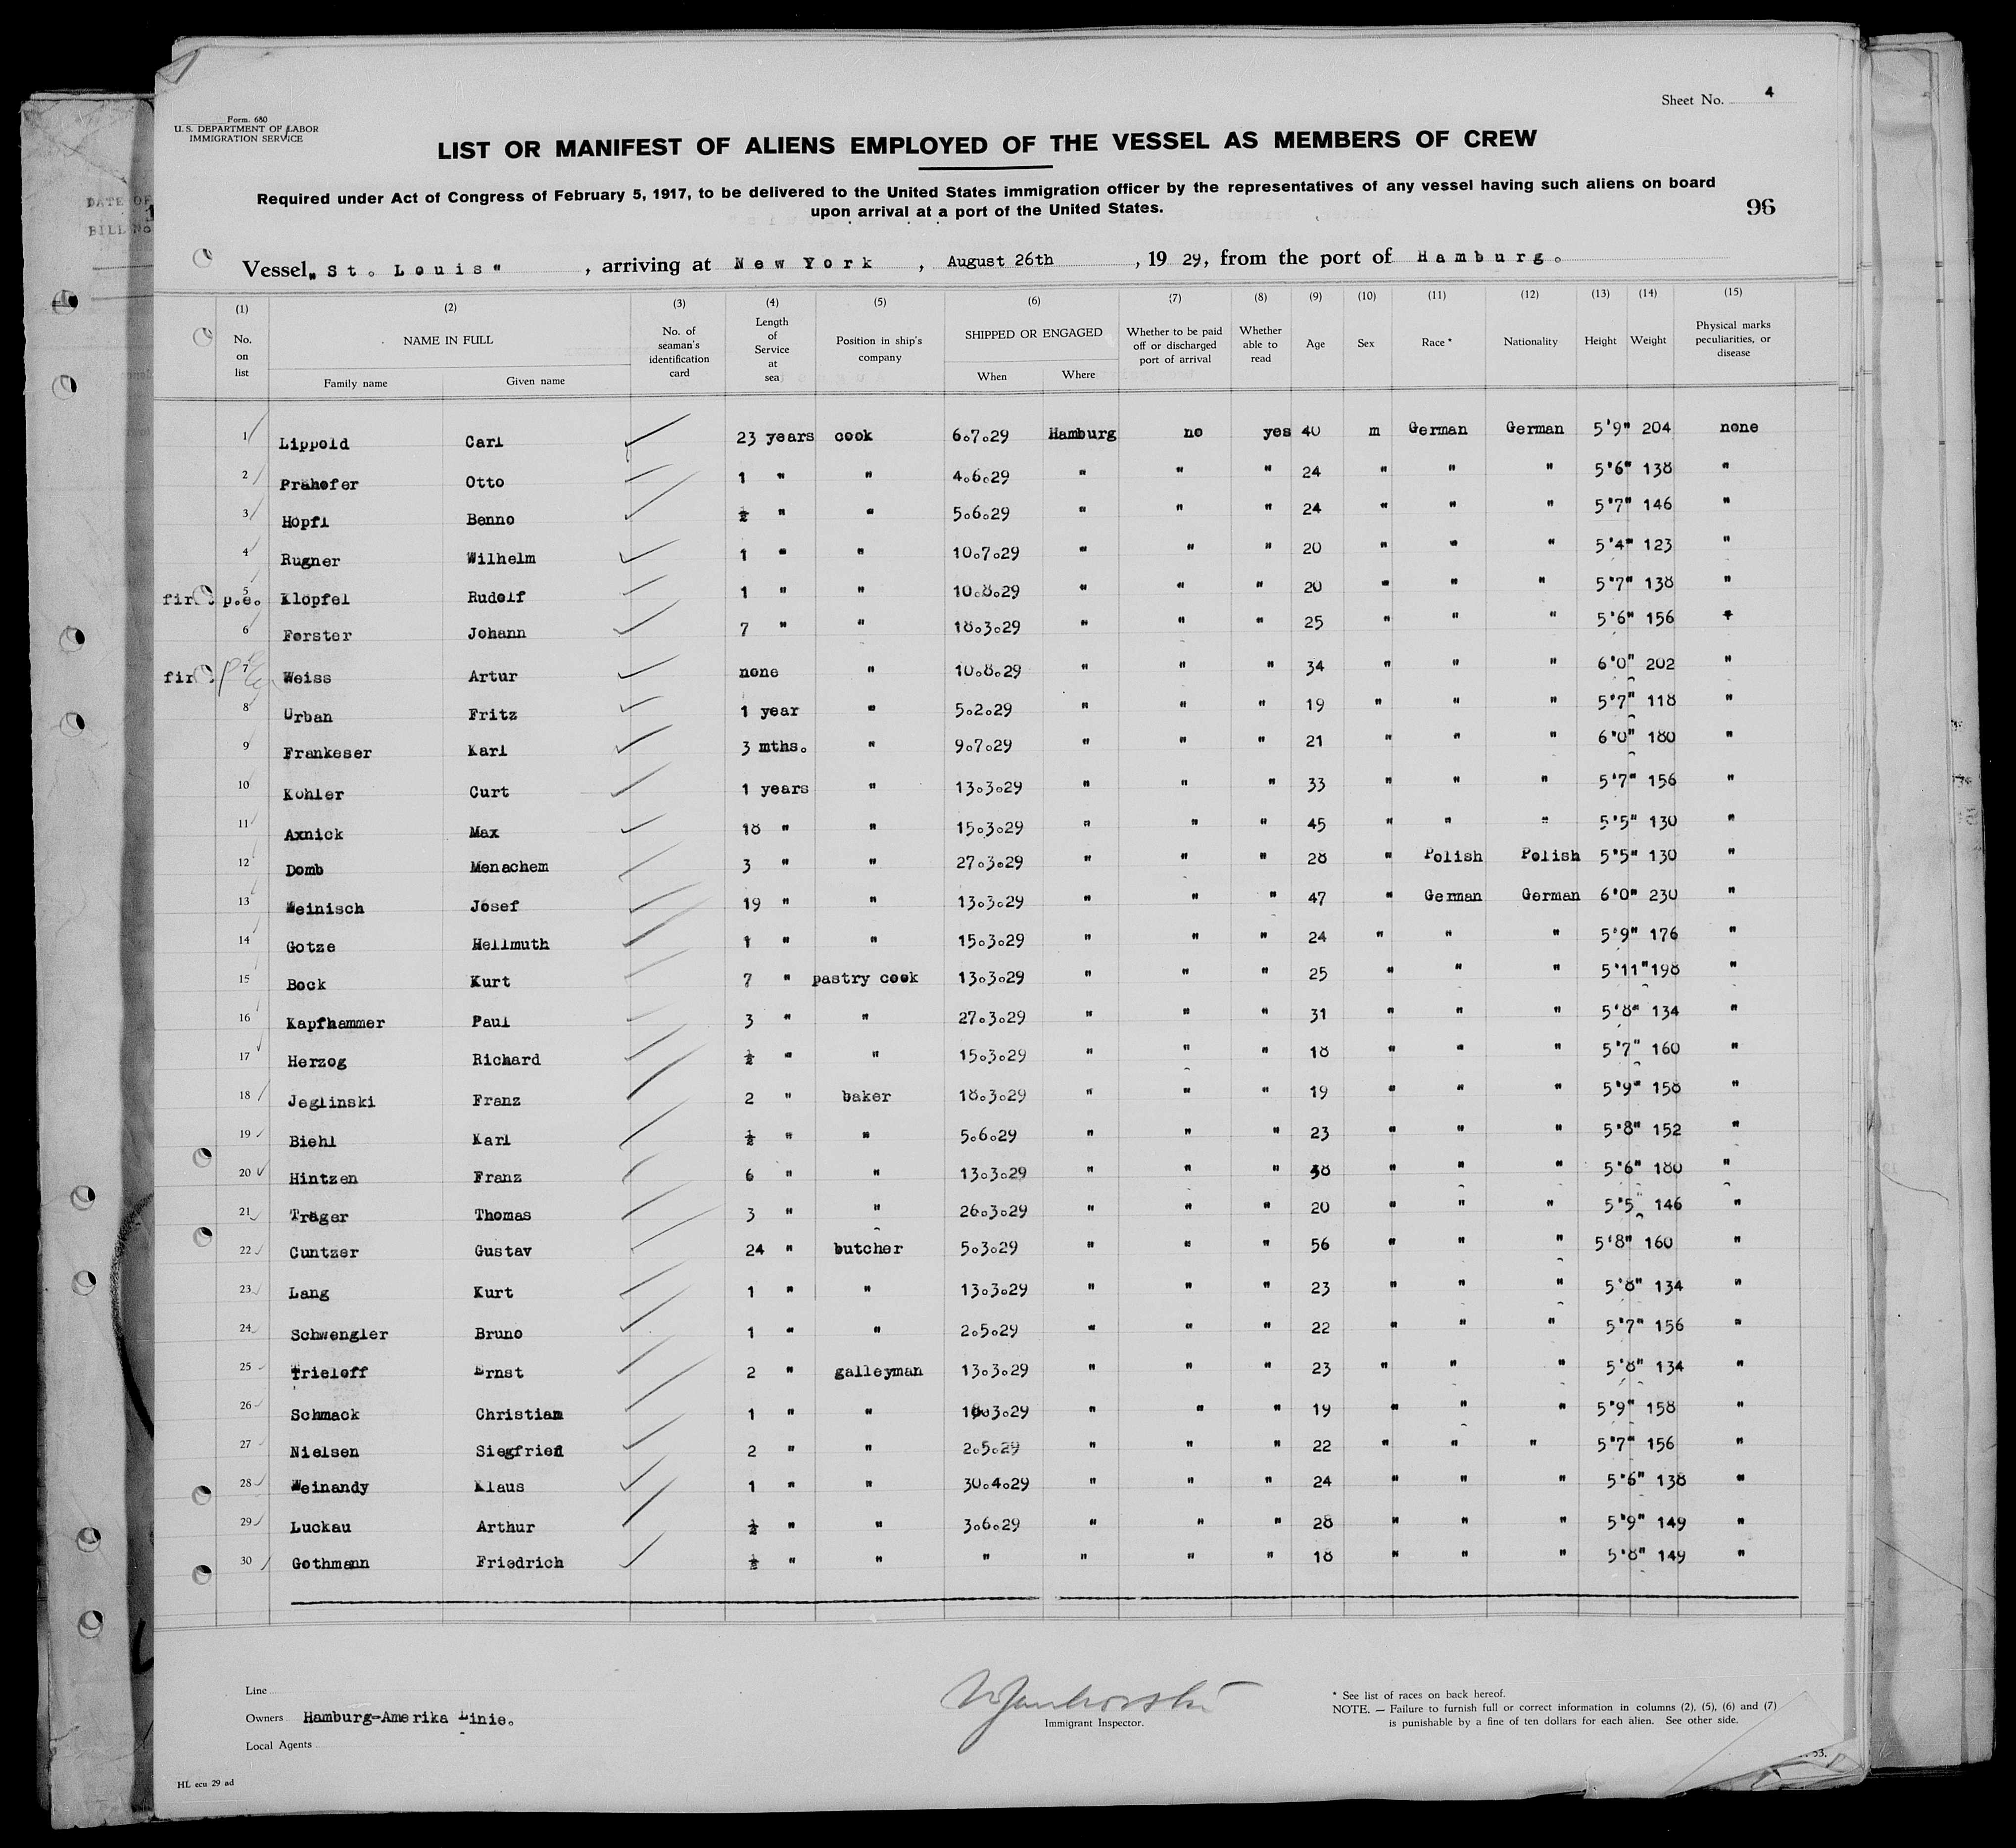 Sheet No. 4
Form. 680
U. S. DEPARTMENT OF LABOR
IMMIGRATION SERVICE
LIST OR MANIFEST OF ALIENS EMPLOYED OF THE VESSEL AS MEMBERS OF CREW
Required under Act of Congress of February 5, 1917, to be delivered to the United States immigration officer by the representatives of any vessel having such aliens on board
upon arrival at a port of the United States.
96
Vessel „St. Louis" , arriving at New York , August 26th , 19 29, from the port of Hamburg.
(1) (2) (3) (4) (5) (6) (7) (8) (9) (10) (11) (12) (13) (14) (15)
No. on list NAME IN FULL No. of seaman's identification card Length of Service at sea Position in ship's company SHIPPED OR ENGAGED Whether to be paid off or discharged port of arrival Whether able to read Age Sex Race * Nationality Height Weight Physical marks peculiarities, or disease
Family name Given name When Where
1 Lippold Carl 23 years cook 6.7.29 Hamburg no yes 40 m German German 5'9" 204 none
2 Prahofer Otto 1 " " 4.6.29 " " " 24 " " " 5'6" 138 "
3 Hopfl Benno ½ " " 5.6.29 " " " 24 " " " 5'7" 146 "
4 Rugner Wilhelm 1 " " 10.7.29 " " " 20 " " " 5'4" 123 "
p.e. 5 Klopfel Rudolf 1 " " 10.8.29 " " " 20 " " " 5'7" 138 "
6 Forster Johann 7 " " 18.3.29 " " " 25 " " " 5'6" 156 "
7 Weiss Artur none " 10.8.29 " " " 34 " " " 6'0" 202 "
8 Urban Fritz 1 year " 5.2.29 " " " 19 " " " 5'7" 118 "
9 Frankeser Karl 3 mths. " 9.7.29 " " " 21 " " " 6'0" 180 "
10 Kohler Curt 1 years " 13.3.29 " " " 33 " " " 5'7" 156 "
11 Axnick Max 18 " " 15.3.29 " " " 45 " " " 5'5" 130 "
12 Domb Menachem 3 " " 27.3.29 " " " 28 " Polish Polish 5'5" 130 "
13 Weinisch Josef 19 " " 13.3.29 " " " 47 " German German 6'0" 230 "
14 Gotze Hellmuth 1 " " 15.3.29 " " " 24 " " " 5'9" 176 "
15 Bock Kurt 7 " pastry cook 13.3.29 " " " 25 " " " 5'11" 198 "
16 Kapfhammer Paul 3 " " 27.3.29 " " " 31 " " " 5'8" 134 "
17 Herzog Richard ½ " " 15.3.29 " " " 18 " " " 5'7" 160 "
18 Jeglinski Franz 2 " baker 18.3.29 " " " 19 " " " 5'9" 158 "
19 Biehl Karl ½ " " 5.6.29 " " " 23 " " " 5'8" 152 "
20 Hintzen Franz 6 " " 13.3.29 " " " 38 " " " 5'6" 180 "
21 Träger Thomas 3 " " 26.3.29 " " " 20 " " " 5'5" 146 "
22 Cuntzer Gustav 24 " butcher 5.3.29 " " " 56 " " " 5'8" 160 "
23 Lang Kurt 1 " " 13.3.29 " " " 23 " " " 5'8" 134 "
24 Schwengler Bruno 1 " " 2.5.29 " " " 22 " " " 5'7" 156 "
25 Trieloff Ernst 2 " galleyman 13.3.29 " " " 23 " " " 5'8" 134 "
26 Schmack Christian 1 " " 18.3.29 " " " 19 " " " 5'9" 158 "
27 Nielsen Siegfried 2 " " 2.5.29 " " " 22 " " " 5'7" 156 "
28 Weinandy Klaus 1 " " 30.4.29 " " " 24 " " " 5'6" 138 "
29 Luckau Arthur ½ " " 3.6.29 " " " 28 " " " 5'9" 149 "
30 Gothmann Friedrich ½ " " " " " " 18 " " " 5'8" 149 "
Line
Owners Hamburg-Amerika Linie.
Local Agents
Immigrant Inspector.
* See list of races on back hereof.
NOTE. — Failure to furnish full or correct information in columns (2), (5), (6) and (7)
is punishable by a fine of ten dollars for each alien. See other side.
HL ecu 29 ad